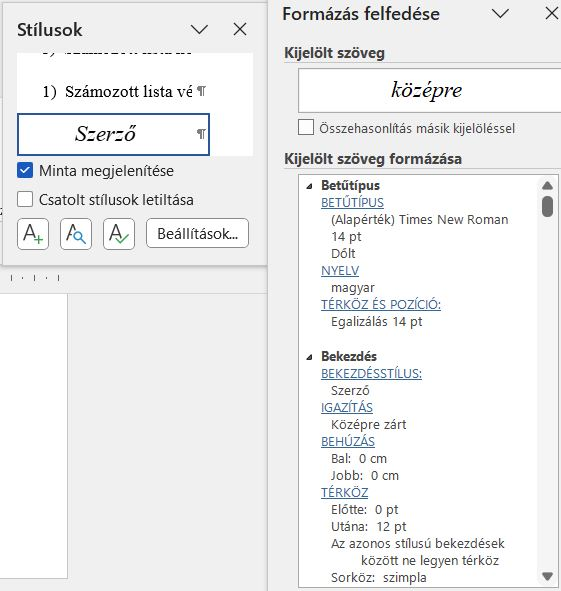 Stílusok
1) Számozott lista vé ¶
Szerző ¶
Minta megjelenítése
Csatolt stílusok letiltása
Beállítások...
Formázás felfedése
Kijelölt szöveg
középre
Összehasonlítás másik kijelöléssel
Kijelölt szöveg formázása
Betűtípus
BETŰTÍPUS
(Alapérték) Times New Roman
14 pt
Dőlt
NYELV
magyar
TÉRKÖZ ÉS POZÍCIÓ:
Egalizálás 14 pt
Bekezdés
BEKEZDÉSSTÍLUS:
Szerző
IGAZÍTÁS
Középre zárt
BEHÚZÁS
Bal: 0 cm
Jobb: 0 cm
TÉRKÖZ
Előtte: 0 pt
Utána: 12 pt
Az azonos stílusú bekezdések
között ne legyen térköz
Sorköz: szimpla